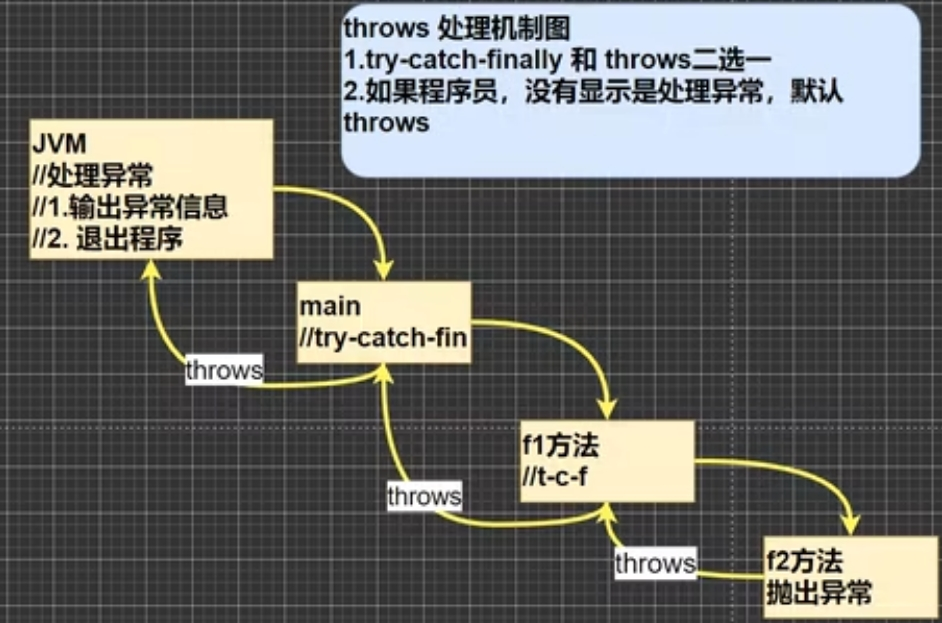 throws 处理机制图
1.try-catch-finally 和 throws二选一
2.如果程序员，没有显示是处理异常，默认
throws
JVM
//处理异常
//1.输出异常信息
//2. 退出程序
main
//try-catch-fin
throws
f1方法
//t-c-f
throws
f2方法
抛出异常
throws